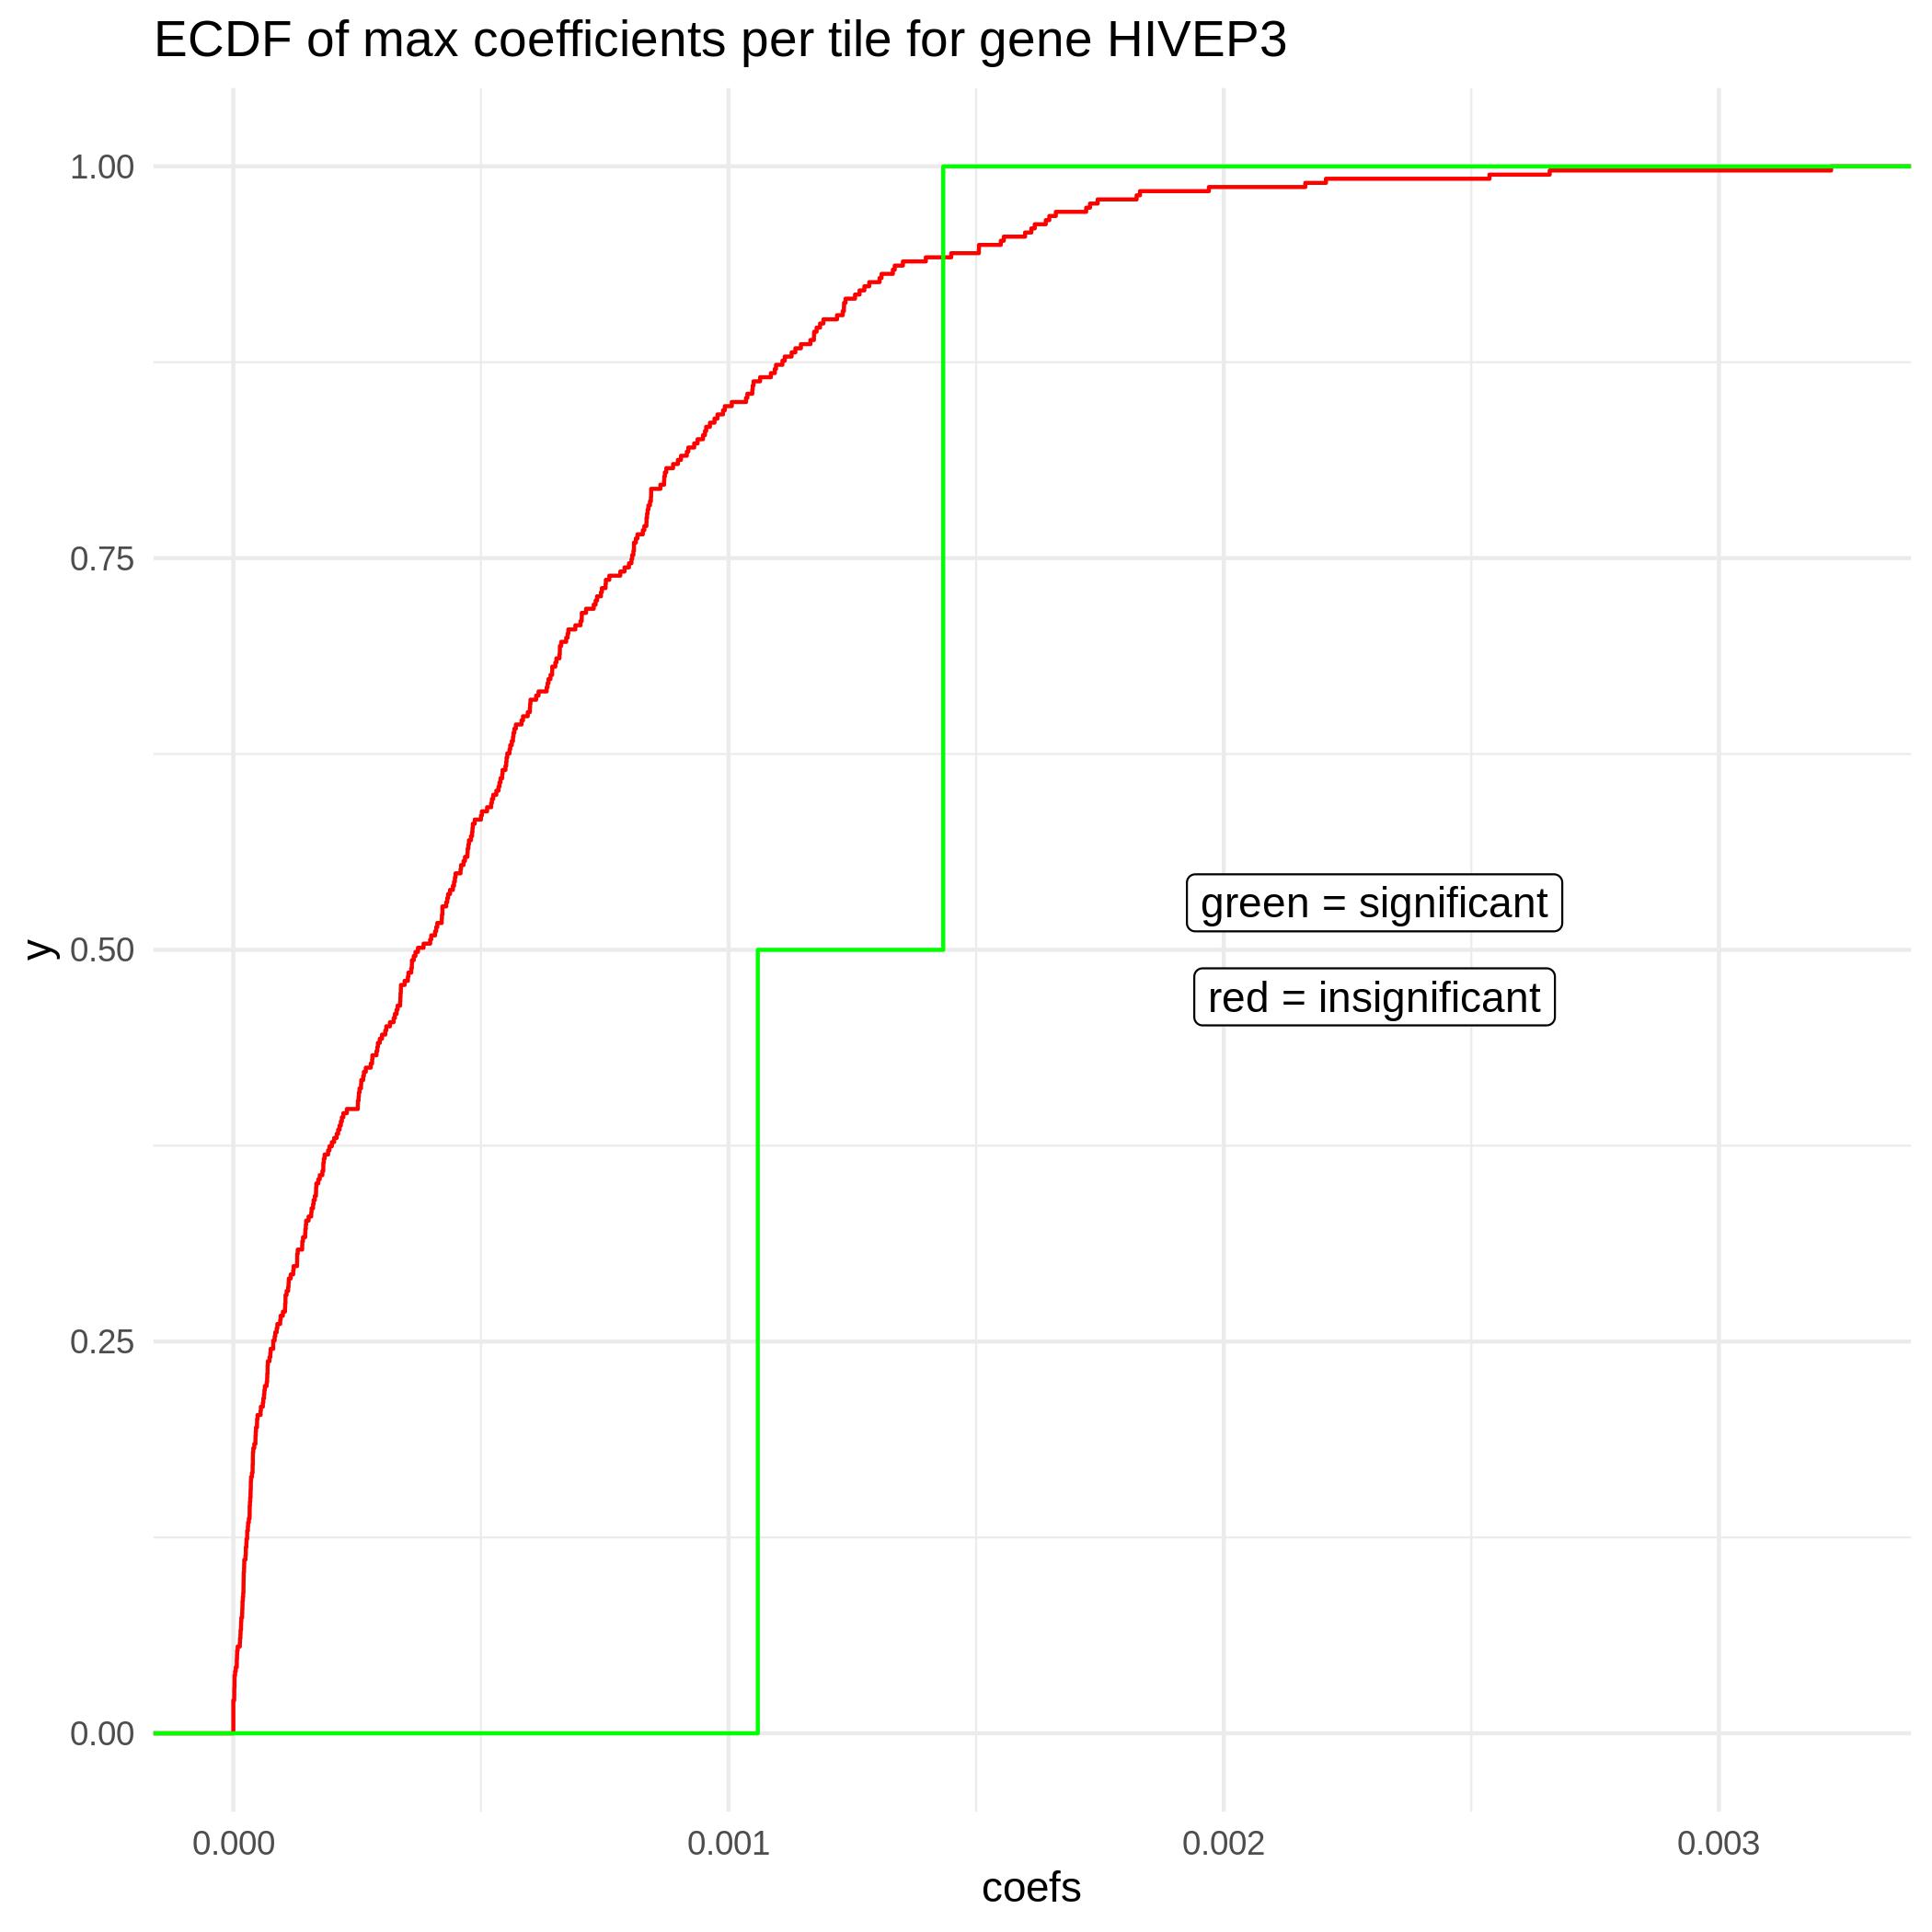 ECDF of max coefficients per tile for gene HIVEP3
1.00
0.75
green = significant
y
0.50
red = insignificant
0.25
0.00
0.000
0.001
0.002
0.003
coefs